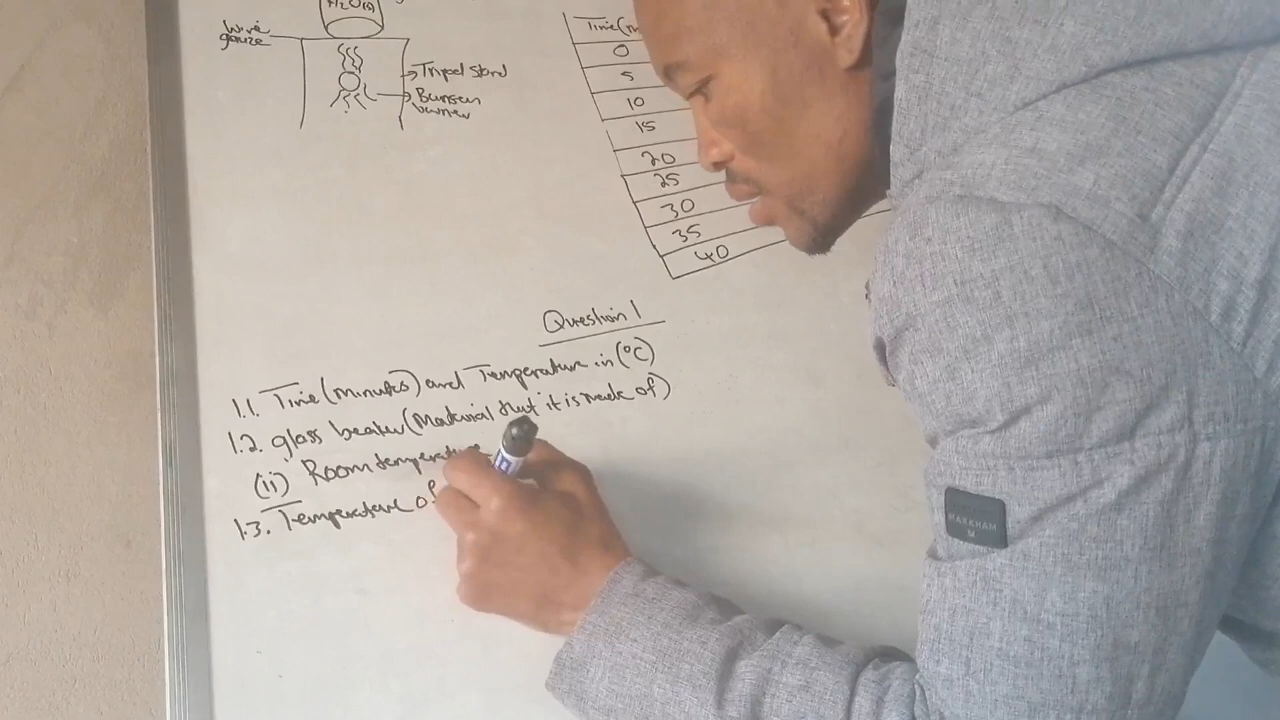 H2O(s)
Wire
gauze
Tripod stand
Bunsen
burner
Time(m
0
5
10
15
20
25
30
35
40
Question 1
1.1. Time (minutes) and Temperature in (°C)
1.2. glass beaker (Material that it is made of)
(ii) Room temperature
1.3. Temperature of
MARKHAM
M